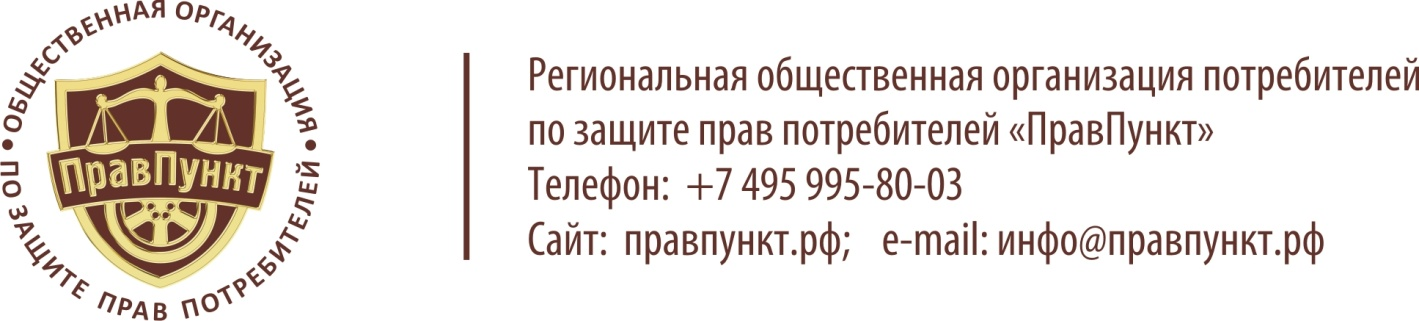 ОБЩЕСТВЕННАЯ ОРГАНИЗАЦИЯ
ПО ЗАЩИТЕ ПРАВ ПОТРЕБИТЕЛЕЙ
ПравПункт
Региональная общественная организация потребителей
по защите прав потребителей «ПравПункт»
Телефон: +7 495 995-80-03
Сайт: правпункт.рф; e-mail: инфо@правпункт.рф